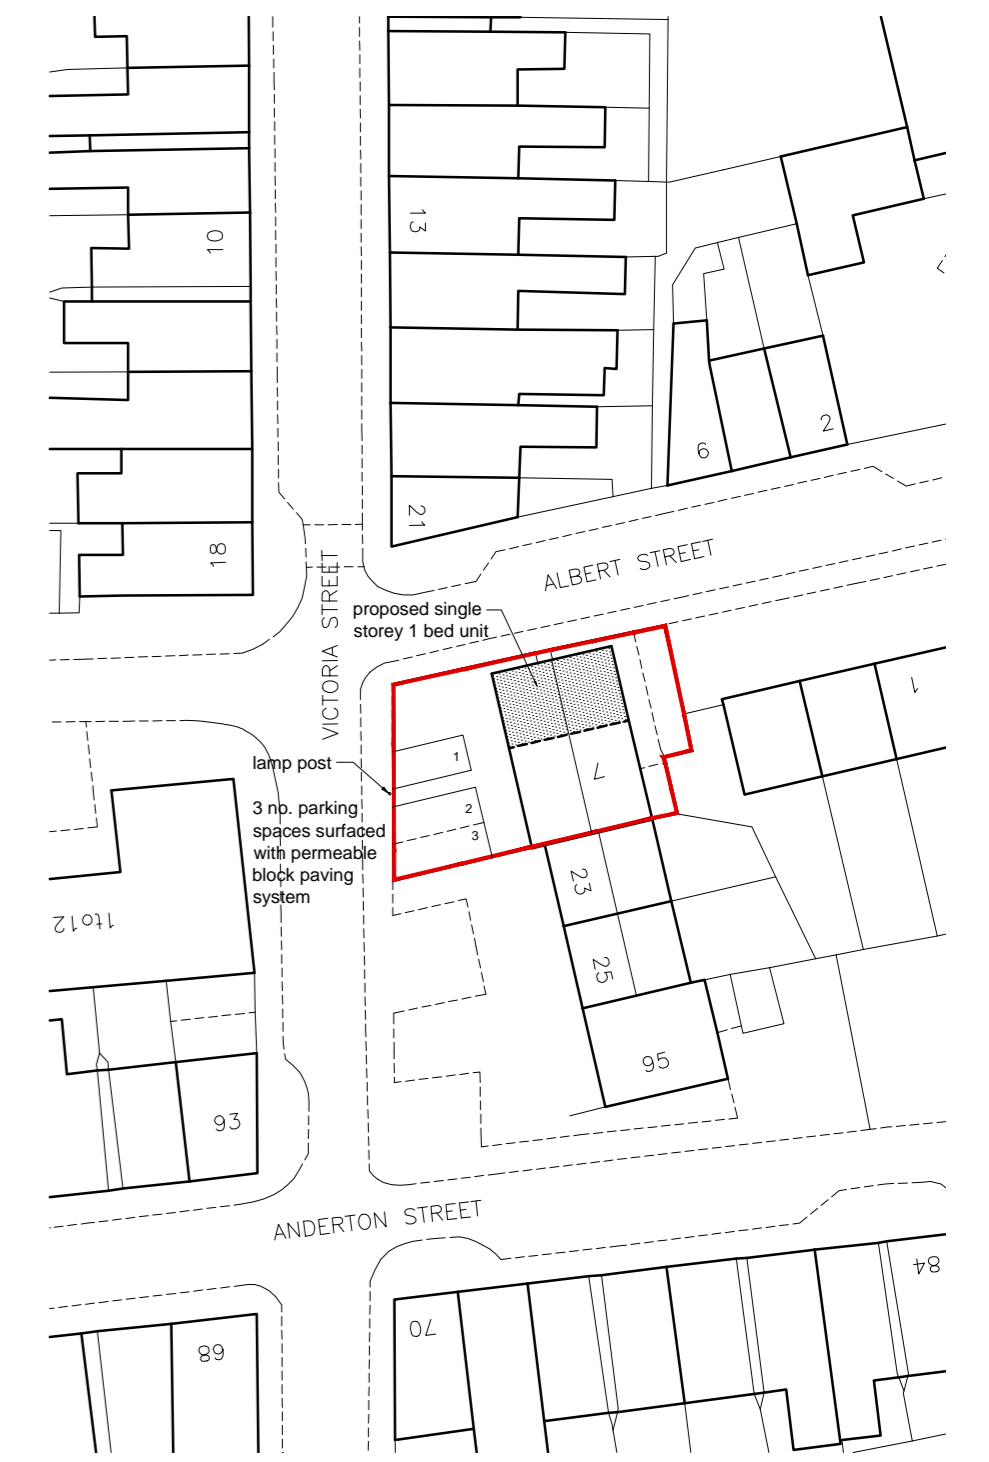 10
13
6
2
21
18
VICTORIA STREET
ALBERT STREET
proposed single
storey 1 bed unit
1
7
1
lamp post
2
3
3 no. parking
spaces surfaced
with permeable
block paving
system
23
1to12
25
95
93
ANDERTON STREET
84
70
68